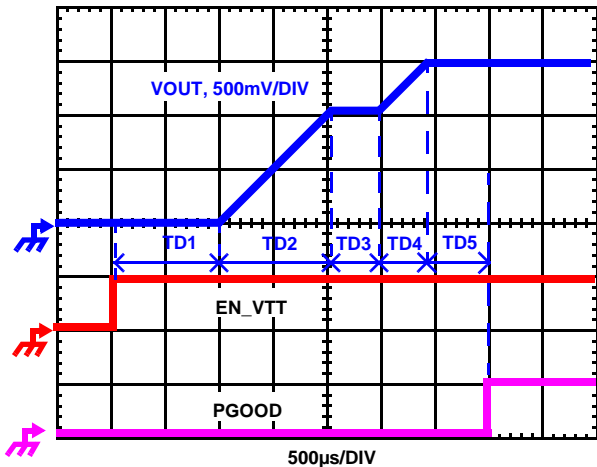 VOUT, 500mV/DIV
TD1 TD2 TD3 TD4 TD5
EN_VTT
PGOOD
500µs/DIV